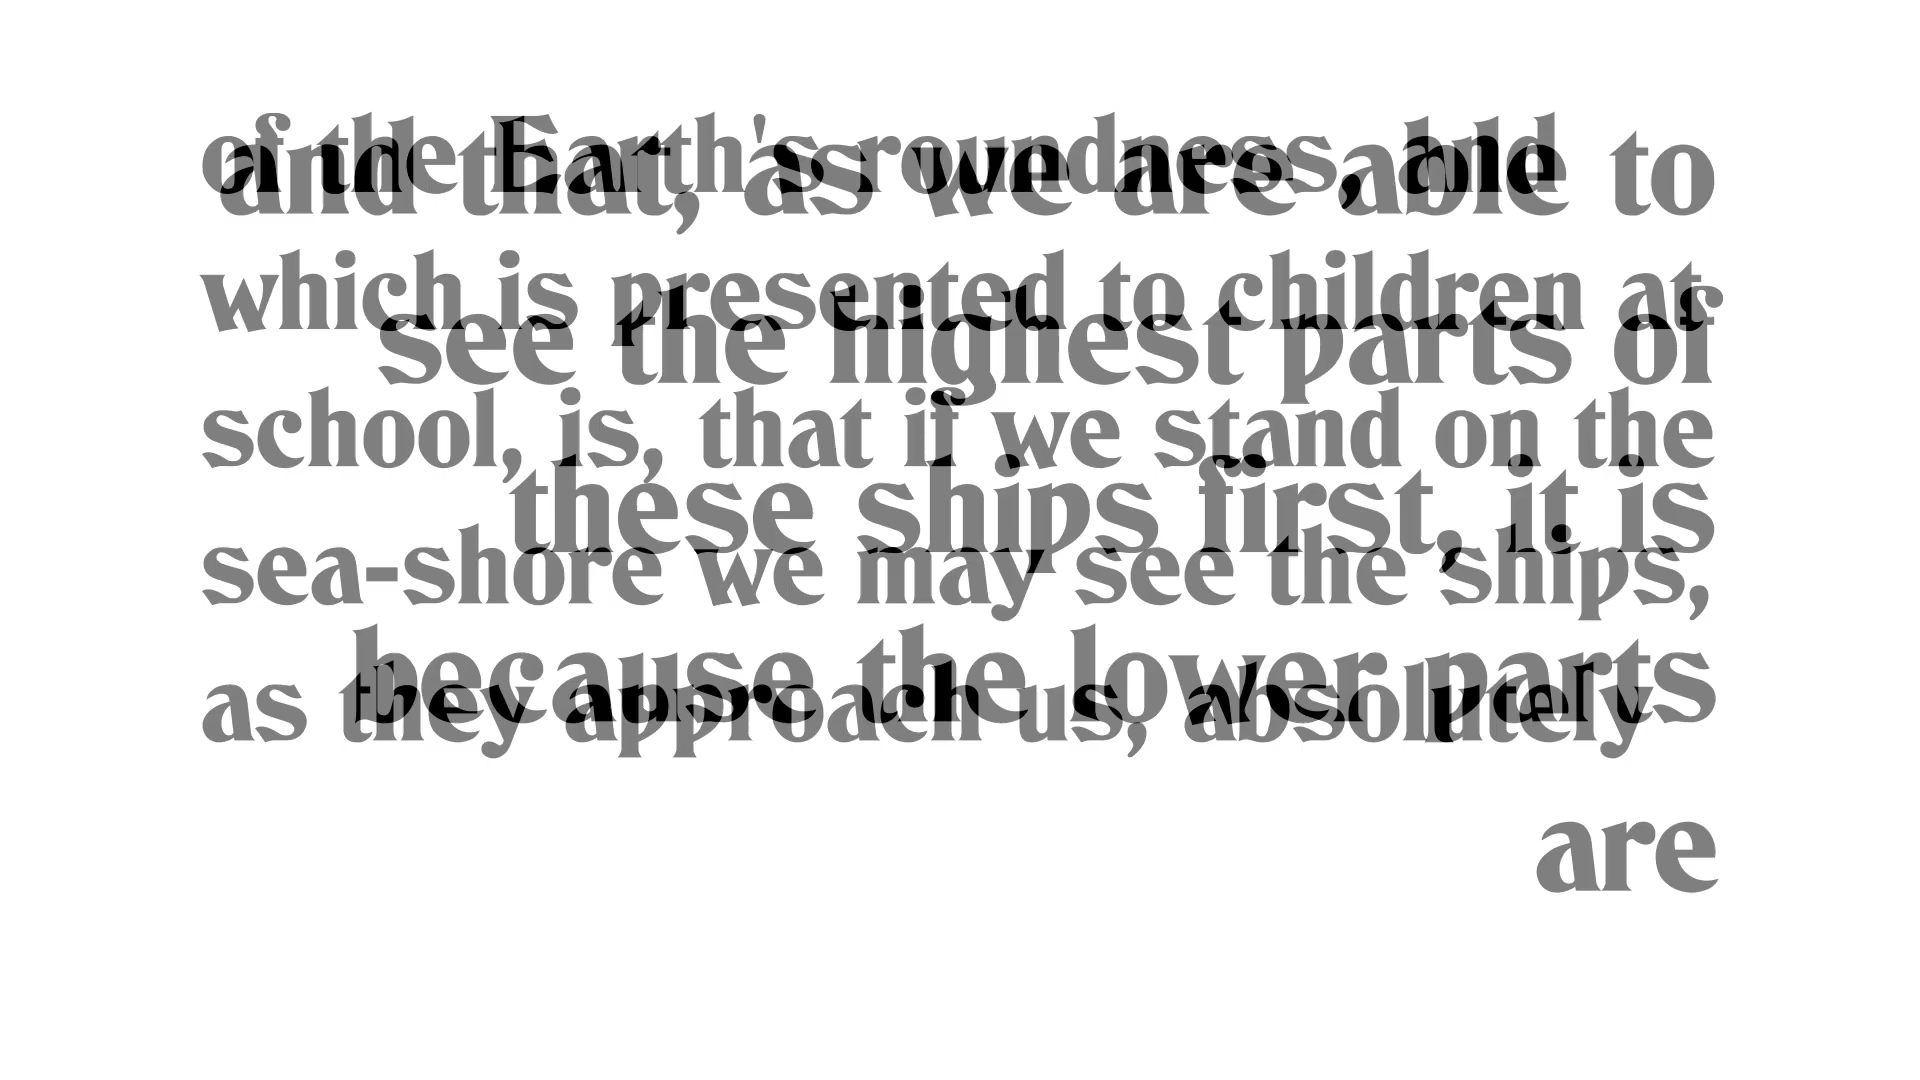 of the Earth's roundness, and
which is presented to children at
school, is, that if we stand on the
sea-shore we may see the ships,
as they approach us, absolutely
and that, as we are able to
see the highest parts of
these ships first, it is
because the lower parts
are